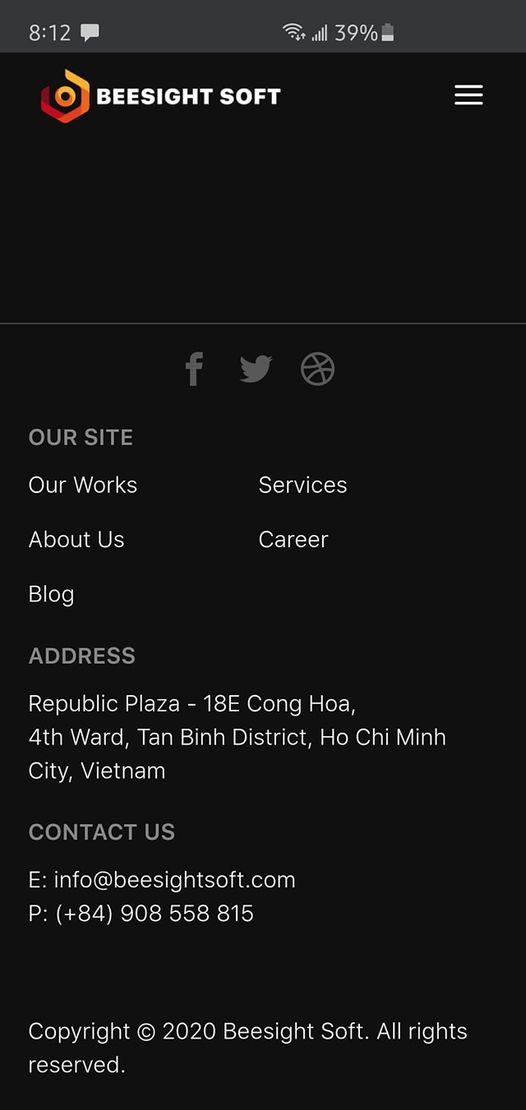 8:12
39%
BEESIGHT SOFT
OUR SITE
Our Works
Services
About Us
Career
Blog
ADDRESS
Republic Plaza - 18E Cong Hoa,
4th Ward, Tan Binh District, Ho Chi Minh
City, Vietnam
CONTACT US
E: info@beesightsoft.com
P: (+84) 908 558 815
Copyright © 2020 Beesight Soft. All rights
reserved.